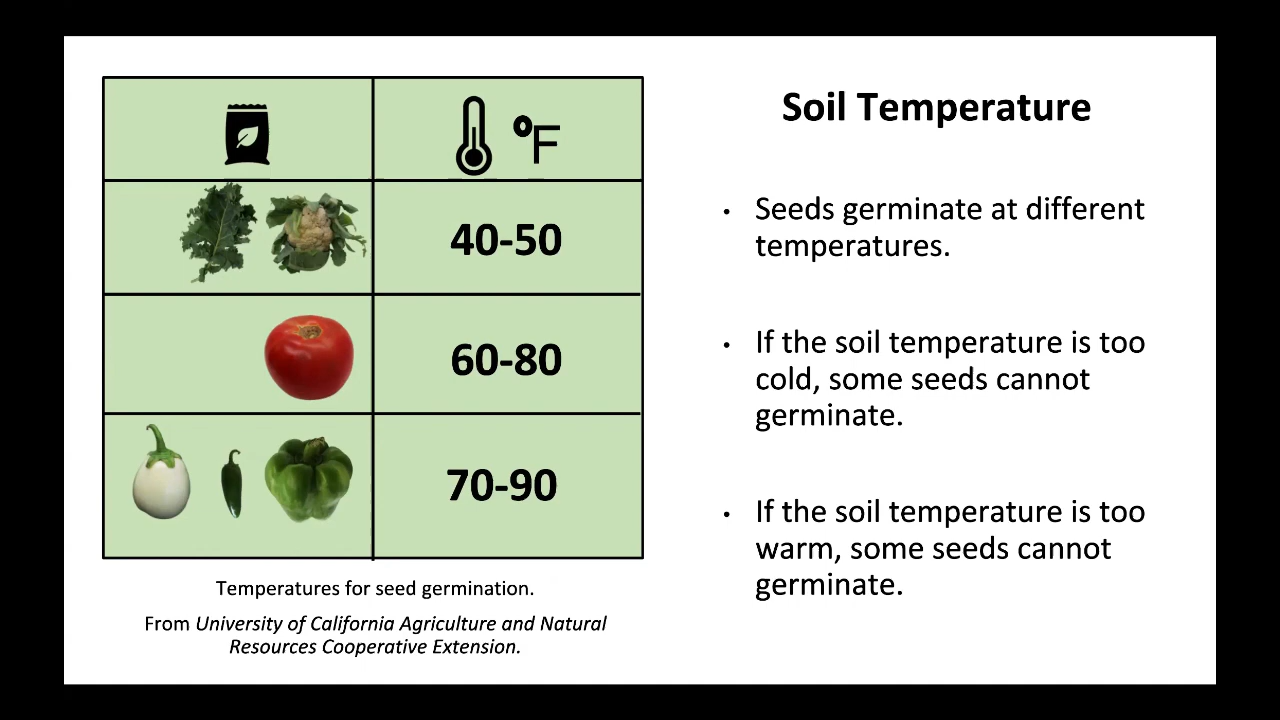 °F
40-50
60-80
70-90
Temperatures for seed germination.
From University of California Agriculture and Natural
Resources Cooperative Extension.
Soil Temperature
• Seeds germinate at different
temperatures.
• If the soil temperature is too
cold, some seeds cannot
germinate.
• If the soil temperature is too
warm, some seeds cannot
germinate.